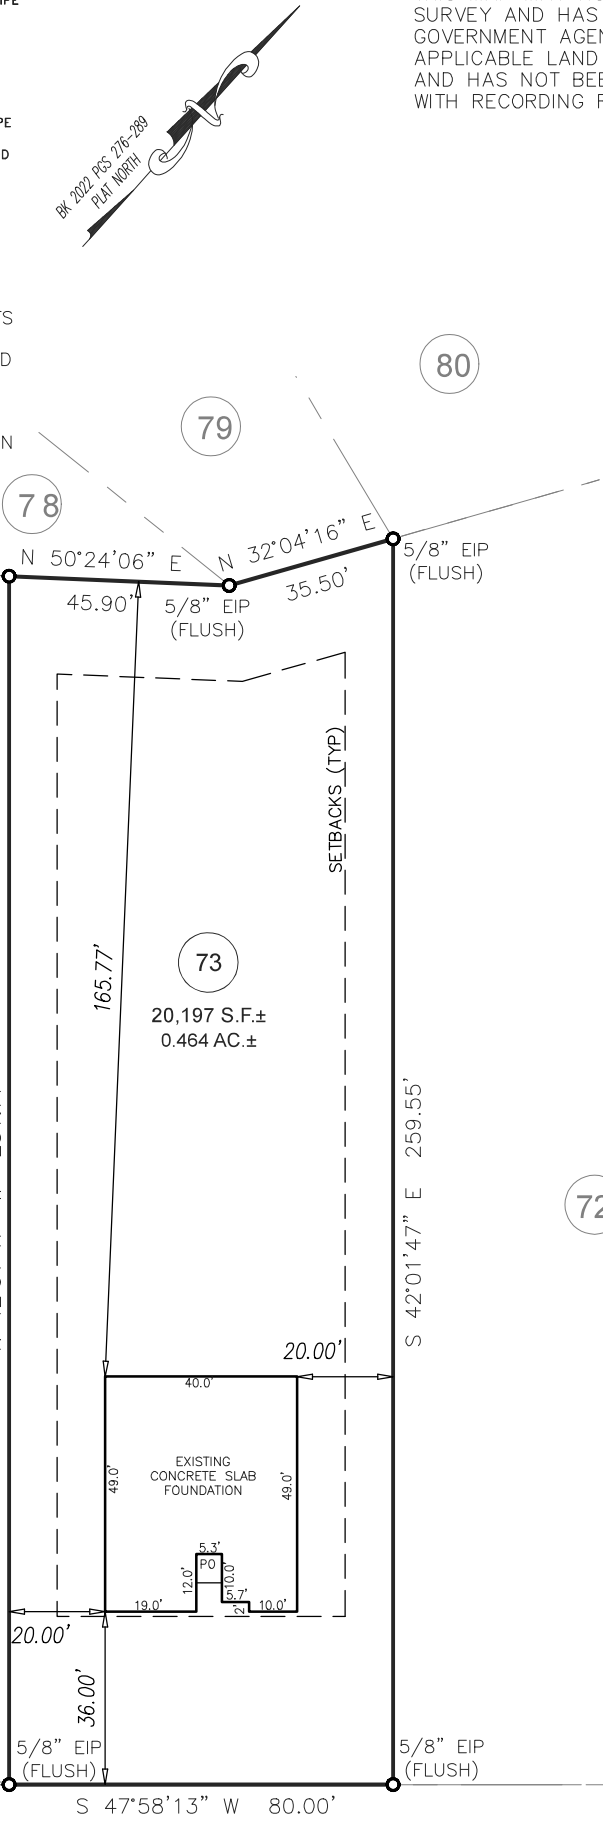 SURVEY AND HAS
GOVERNMENT AGEN
APPLICABLE LAND
AND HAS NOT BEE
WITH RECORDING
BK 2022 PGS 276-289
PLAT NORTH
80
79
78
N 50°24'06" E
45.90'
N 32°04'16" E
35.50'
5/8" EIP
(FLUSH)
5/8" EIP
(FLUSH)
SETBACKS (TYP)
165.77'
73
20,197 S.F.±
0.464 AC.±
S 42°01'47" E 259.55'
72
20.00'
40.0'
49.0'
EXISTING
CONCRETE SLAB
FOUNDATION
49.0'
5.3'
PO
12.0'
10.0'
5.7'
2'
19.0'
10.0'
20.00'
36.00'
5/8" EIP
(FLUSH)
5/8" EIP
(FLUSH)
S 47°58'13" W 80.00'